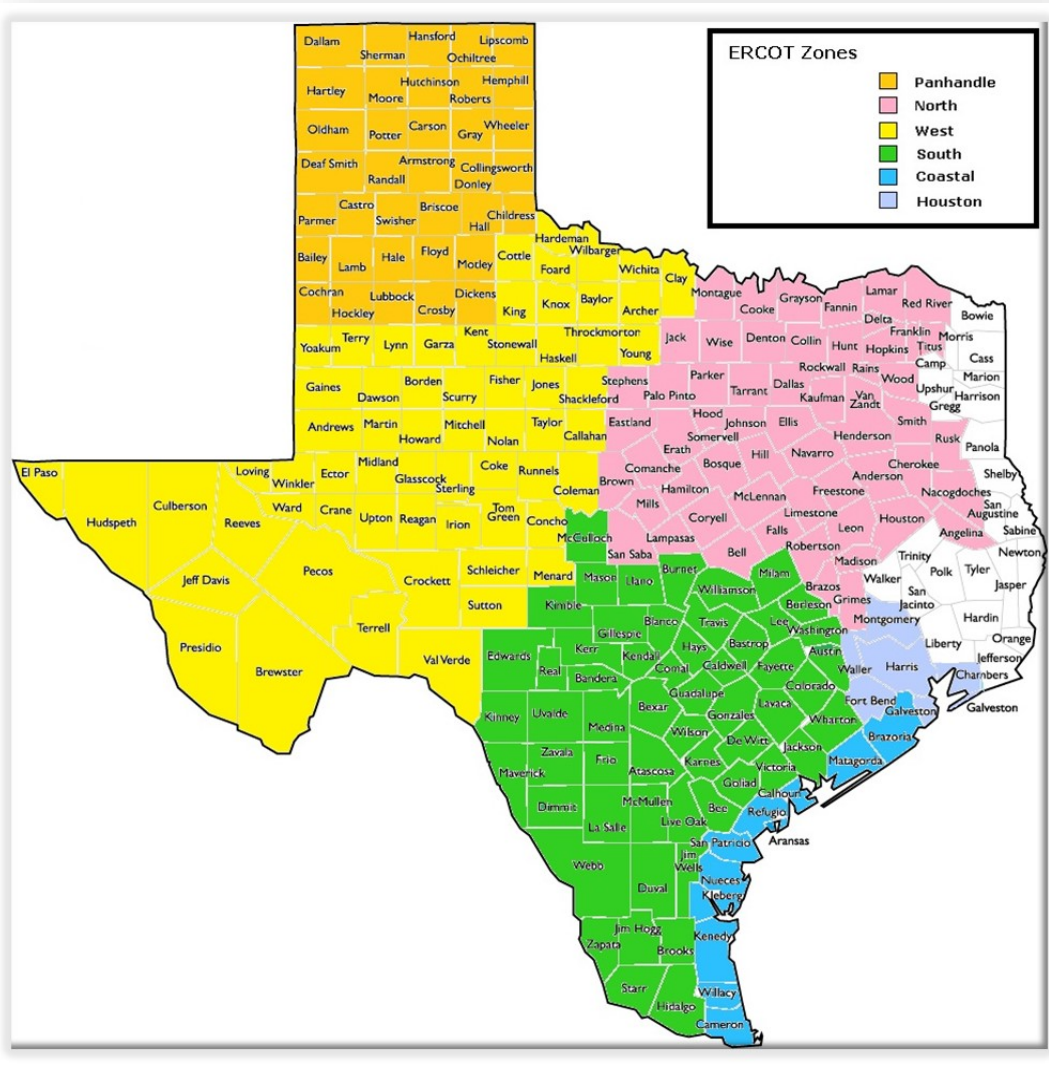 ERCOT Zones
Panhandle
North
West
South
Coastal
Houston
Dallam Hansford Lipscomb
Sherman Ochiltree
Hutchinson Hemphill
Hartley Moore Roberts
Oldham Potter Carson Gray Wheeler
Deaf Smith Armstrong Collingsworth
Randall Donley
Castro Briscoe Childress
Parmer Swisher Hall
Hardeman
Bailey Lamb Hale Floyd Motley Cottle Wilbarger
Foard Wichita Clay
Cochran Lubbock Dickens Knox Baylor Montague Grayson Lamar Red River
Hockley Crosby King Archer Cooke Fannin Bowie
Delta
Yoakum Terry Lynn Garza Kent Throckmorton Jack Wise Denton Collin Hunt Hopkins Franklin Titus Morris
Stonewall Haskell Young Camp Cass
Rockwall Rains Wood Marion
Gaines Borden Fisher Jones Stephens Parker Dallas Upshur
Dawson Scurry Shackleford Palo Pinto Tarrant Kaufman Van Zandt Gregg Harrison
Andrews Martin Mitchell Taylor Eastland Hood Johnson Ellis Smith
Howard Nolan Callahan Somervell Henderson Rusk Panola
Erath Hill Navarro
El Paso Loving Ector Midland Coke Runnels Comanche Bosque Cherokee Shelby
Winkler Glasscock Sterling Coleman Brown Hamilton McLennan Freestone Anderson Nacogdoches
Hudspeth Culberson Reeves Ward Crane Upton Reagan Irion Tom Green Concho Mills Coryell Limestone San Augustine
McCulloch Lampasas Falls Leon Houston Angelina Sabine
San Saba Bell Robertson Newton
Jeff Davis Pecos Crockett Schleicher Menard Mason Llano Burnet Milam Madison Trinity Polk Tyler
Williamson Brazos Walker Jasper
Sutton Kimble Burleson Grimes San Jacinto
Presidio Terrell Gillespie Blanco Travis Lee Washington Montgomery Hardin
Brewster Val Verde Edwards Kerr Kendall Hays Bastrop Austin Liberty Orange
Real Bandera Comal Caldwell Fayette Waller Harris Jefferson
Guadalupe Colorado Chambers
Kinney Uvalde Medina Bexar Gonzales Lavaca Wharton Fort Bend Galveston Galveston
Wilson De Witt Brazoria
Zavala Frio Atascosa Karnes Victoria Jackson Matagorda
Maverick Goliad
Dimmit McMullen Bee Calhoun
La Salle Live Oak Refugio
San Patricio Aransas
Webb Duval Jim Wells Nueces
Kleberg
Jim Hogg Kenedy
Zapata Brooks
Starr Willacy
Hidalgo
Cameron